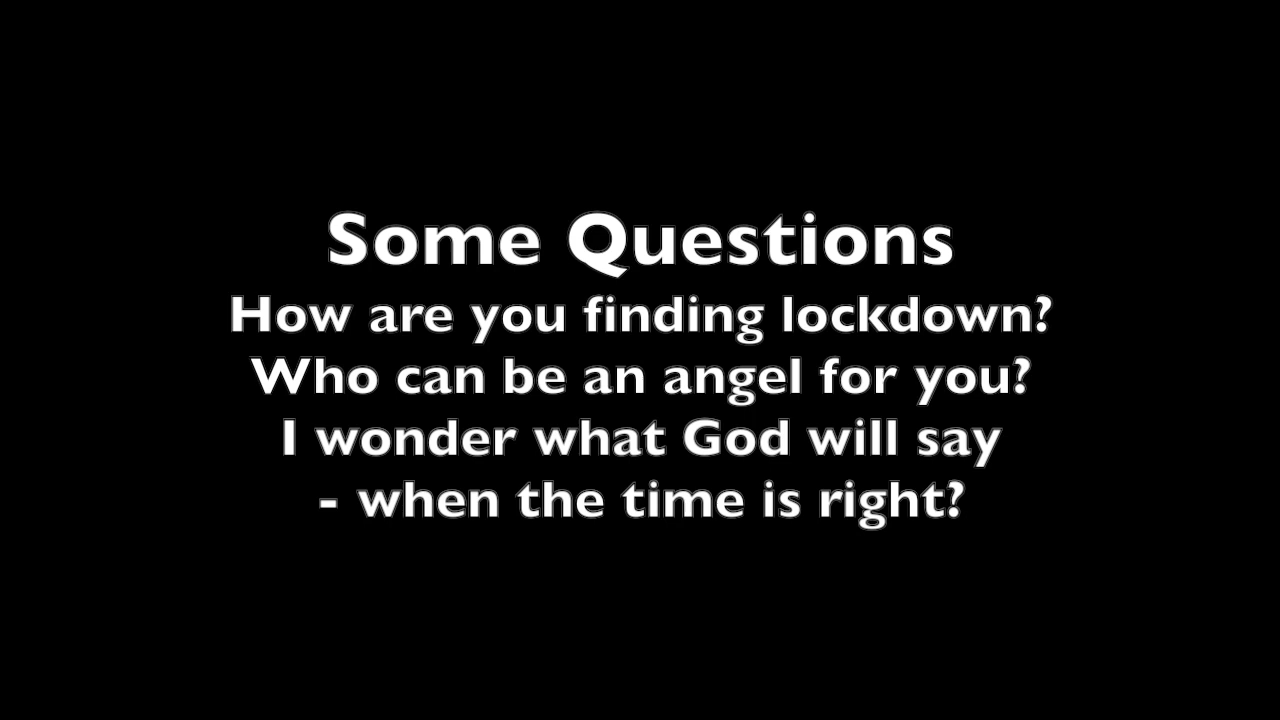 Some Questions
How are you finding lockdown?
Who can be an angel for you?
I wonder what God will say
- when the time is right?